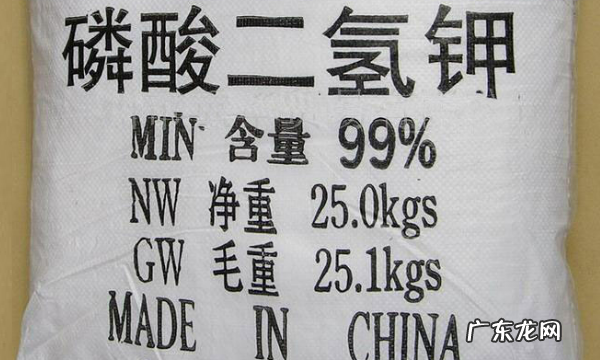 磷酸二氢钾
MIN 含量 99%
NW 净重 25.0kgs
GW 毛重 25.1kgs
MADE IN CHINA
广东龙网